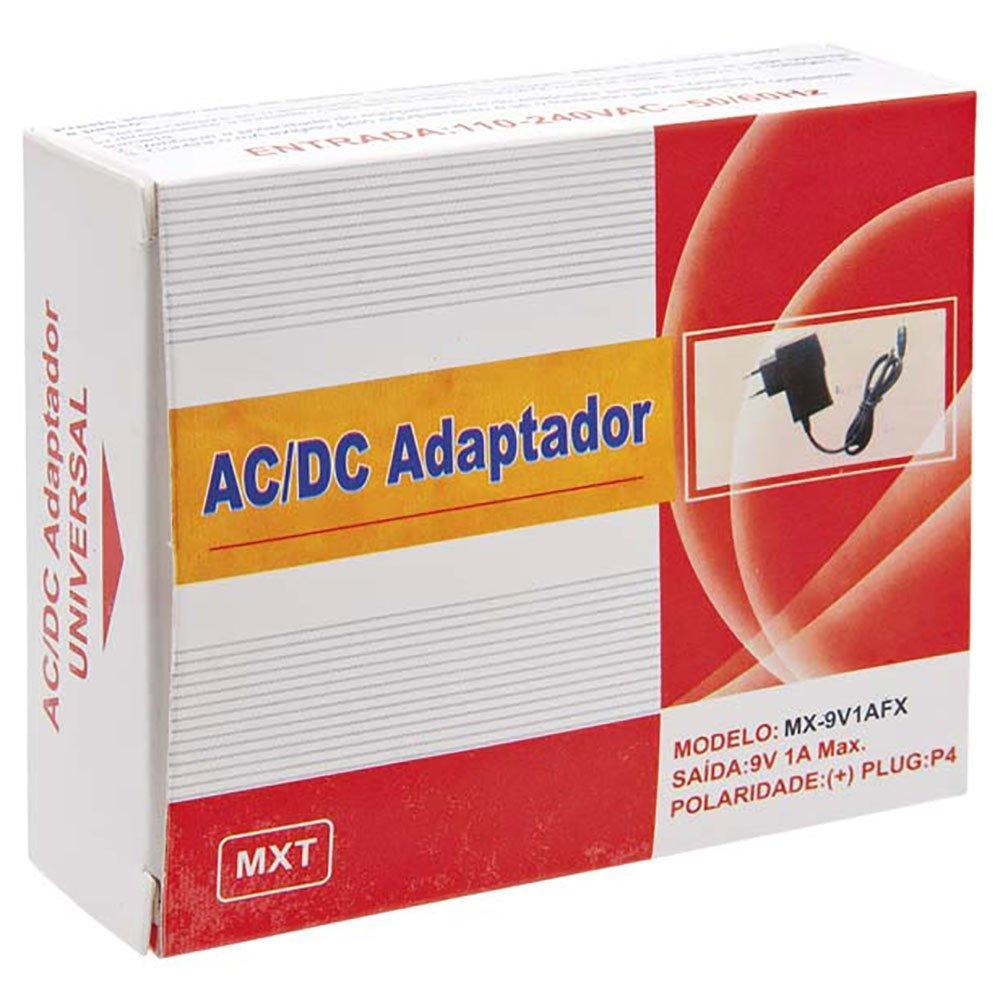 ENTRADA:110-240VAC~50/60Hz
AC/DC Adaptador
UNIVERSAL
AC/DC Adaptador
MODELO: MX-9V1AFX
SAÍDA:9V 1A Max.
POLARIDADE:(+) PLUG:P4
MXT